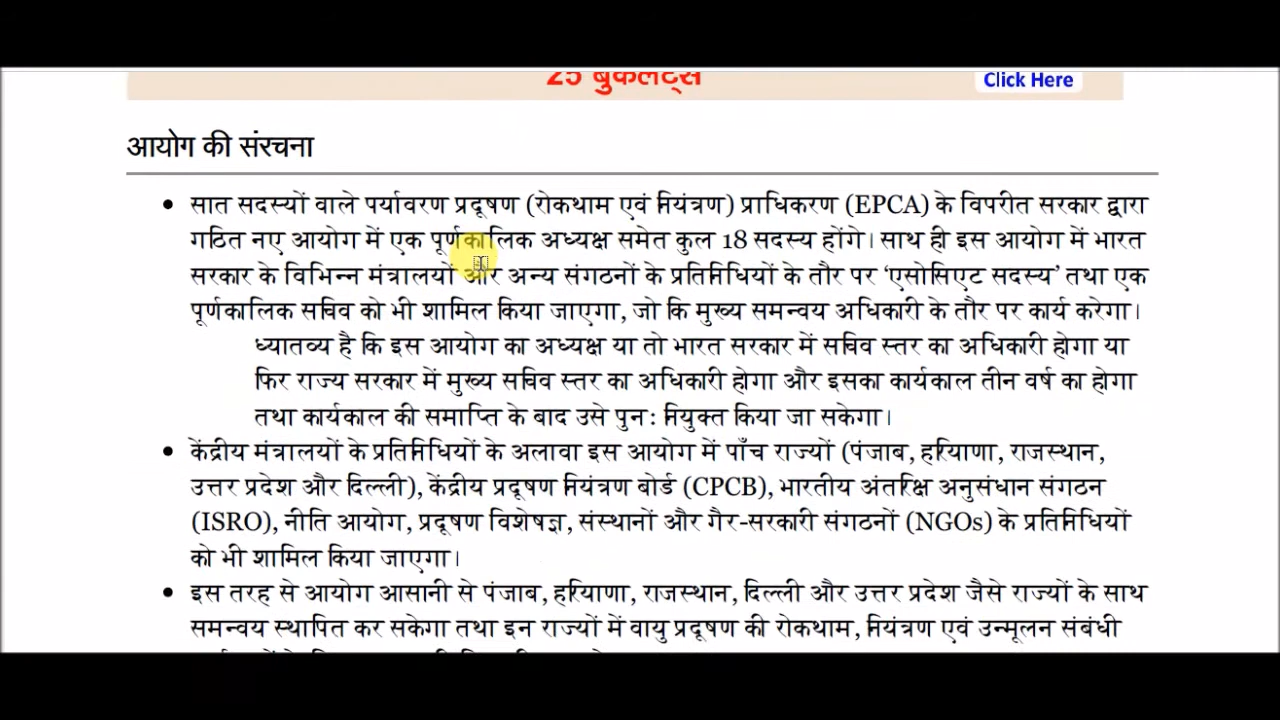 25 बुकलेट्स
Click Here
आयोग की संरचना
सात सदस्यों वाले पर्यावरण प्रदूषण (रोकथाम एवं नियंत्रण) प्राधिकरण (EPCA) के विपरीत सरकार द्वारा
गठित नए आयोग में एक पूर्णकालिक अध्यक्ष समेत कुल 18 सदस्य होंगे। साथ ही इस आयोग में भारत
सरकार के विभिन्न मंत्रालयों और अन्य संगठनों के प्रतिनिधियों के तौर पर ‘एसोसिएट सदस्य’ तथा एक
पूर्णकालिक सचिव को भी शामिल किया जाएगा, जो कि मुख्य समन्वय अधिकारी के तौर पर कार्य करेगा।
ध्यातव्य है कि इस आयोग का अध्यक्ष या तो भारत सरकार में सचिव स्तर का अधिकारी होगा या
फिर राज्य सरकार में मुख्य सचिव स्तर का अधिकारी होगा और इसका कार्यकाल तीन वर्ष का होगा
तथा कार्यकाल की समाप्ति के बाद उसे पुनः नियुक्त किया जा सकेगा।
केंद्रीय मंत्रालयों के प्रतिनिधियों के अलावा इस आयोग में पाँच राज्यों (पंजाब, हरियाणा, राजस्थान,
उत्तर प्रदेश और दिल्ली), केंद्रीय प्रदूषण नियंत्रण बोर्ड (CPCB), भारतीय अंतरिक्ष अनुसंधान संगठन
(ISRO), नीति आयोग, प्रदूषण विशेषज्ञ, संस्थानों और गैर-सरकारी संगठनों (NGOs) के प्रतिनिधियों
को भी शामिल किया जाएगा।
इस तरह से आयोग आसानी से पंजाब, हरियाणा, राजस्थान, दिल्ली और उत्तर प्रदेश जैसे राज्यों के साथ
समन्वय स्थापित कर सकेगा तथा इन राज्यों में वायु प्रदूषण की रोकथाम, नियंत्रण एवं उन्मूलन संबंधी